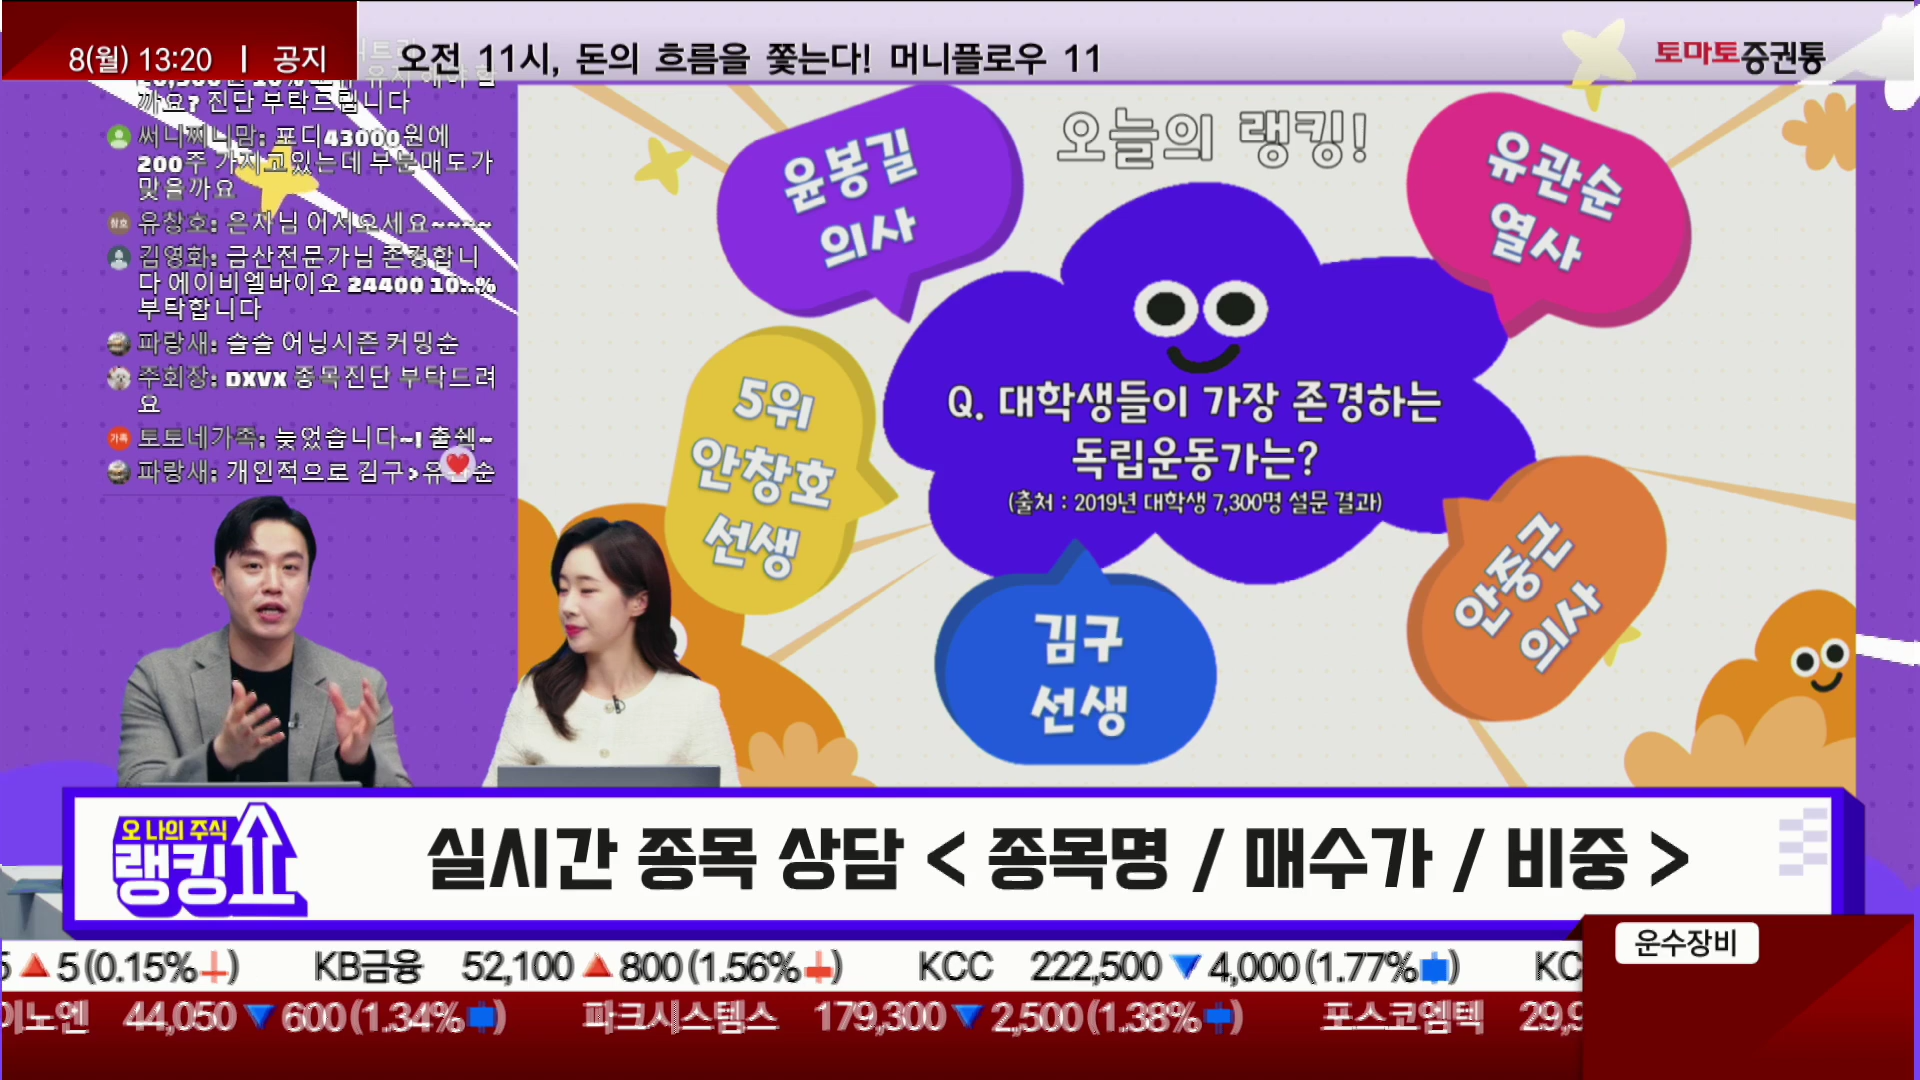 8(월) 13:20 | 공지
오전 11시, 돈의 흐름을 쫓는다! 머니플로우 11
토마토증권통
까요? 진단 부탁드립니다
써니찌니맘: 포디43000원에
200주 가지고있는데 부분매도가
맞을까요
유창호: 은자님 어서오세요~~~~
김영화: 금산전문가님 존경합니
다 에이비엘바이오 24400 10..%
부탁합니다
파랑새: 슬슬 어닝시즌 커밍순
주회장: DXVX 종목진단 부탁드려
요
토토네가족: 늦었습니다~! 출쉑~
파랑새: 개인적으로 김구>유관순
오늘의 랭킹!
윤봉길
의사
유관순
열사
5위
안창호
선생
Q. 대학생들이 가장 존경하는
독립운동가는?
(출처 : 2019년 대학생 7,300명 설문 결과)
안중근
의사
김구
선생
오 나의 주식
랭킹쇼
실시간 종목 상담 < 종목명 / 매수가 / 비중 >
운수장비
5(0.15%) KB금융 52,100 800(1.56%) KCC 222,500 4,000(1.77%) KC
이노엔 44,050 600(1.34%) 파크시스템스 179,300 2,500(1.38%) 포스코엠텍 29,9